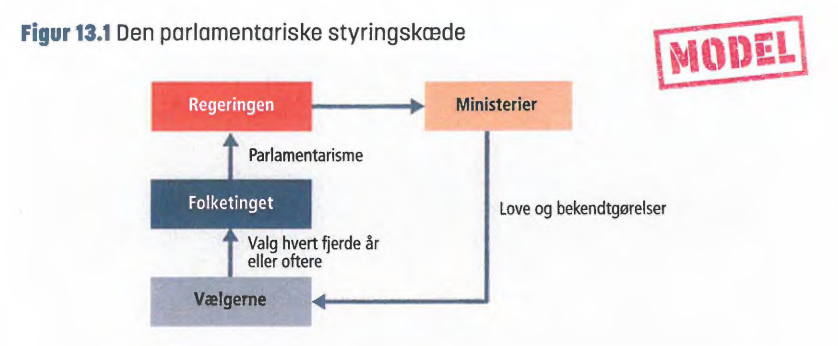 Figur 13.1 Den parlamentariske styringskæde
MODEL
Regeringen
Ministerier
Parlamentarisme
Folketinget
Love og bekendtgørelser
Valg hvert fjerde år
eller oftere
Vælgerne